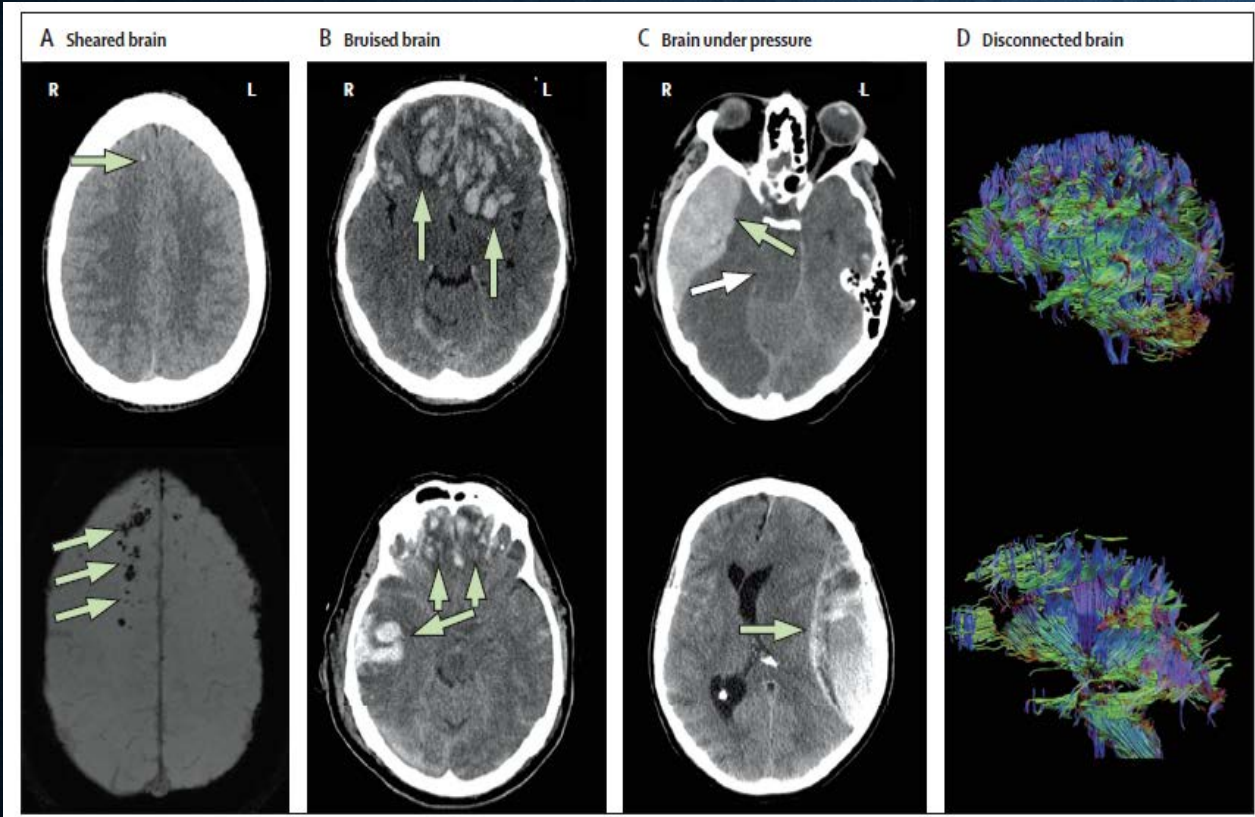 A Sheared brain
B Bruised brain
C Brain under pressure
D Disconnected brain
R L
R L
R L